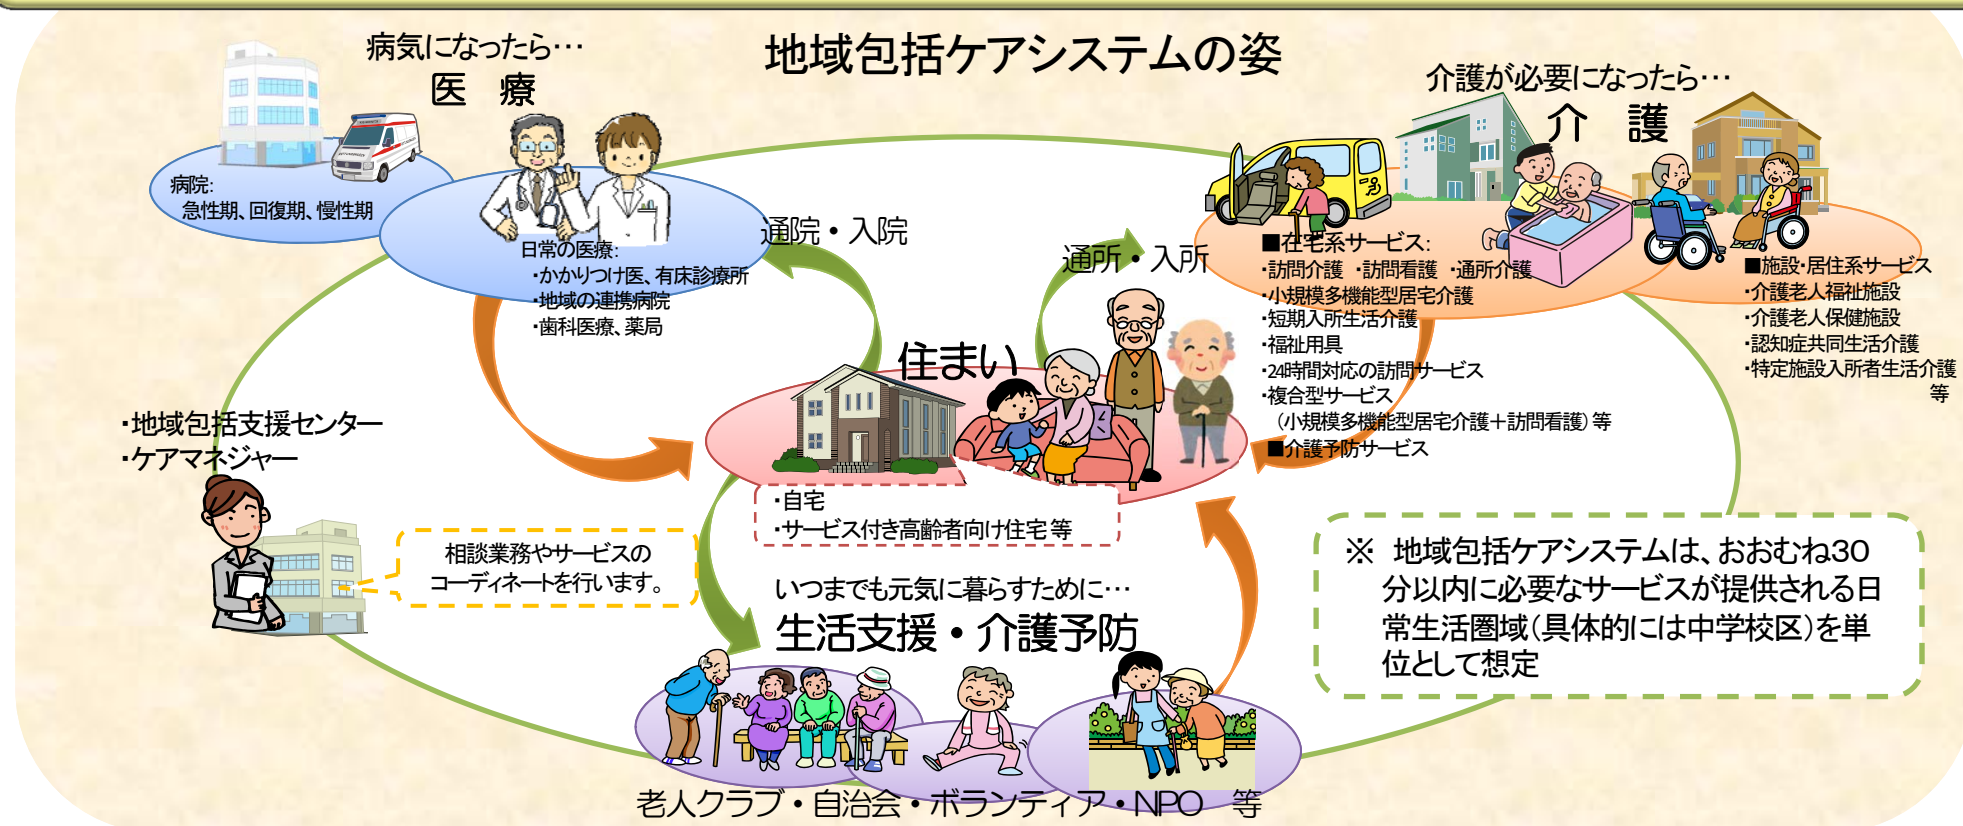 地域包括ケアシステムの姿
病気になったら…
医 療
病院:
急性期、回復期、慢性期
日常の医療:
・かかりつけ医、有床診療所
・地域の連携病院
・歯科医療、薬局
通院・入院
通所・入所
介護が必要になったら…
介 護
■在宅系サービス:
・訪問介護 ・訪問看護 ・通所介護
・小規模多機能型居宅介護
・短期入所生活介護
・福祉用具
・24時間対応の訪問サービス
・複合型サービス
(小規模多機能型居宅介護+訪問看護)等
■介護予防サービス
■施設・居住系サービス
・介護老人福祉施設
・介護老人保健施設
・認知症共同生活介護
・特定施設入所者生活介護
等
住まい
・自宅
・サービス付き高齢者向け住宅等
・地域包括支援センター
・ケアマネジャー
相談業務やサービスの
コーディネートを行います。
いつまでも元気に暮らすために…
生活支援・介護予防
老人クラブ・自治会・ボランティア・NPO 等
※ 地域包括ケアシステムは、おおむね30
分以内に必要なサービスが提供される日
常生活圏域(具体的には中学校区)を単
位として想定